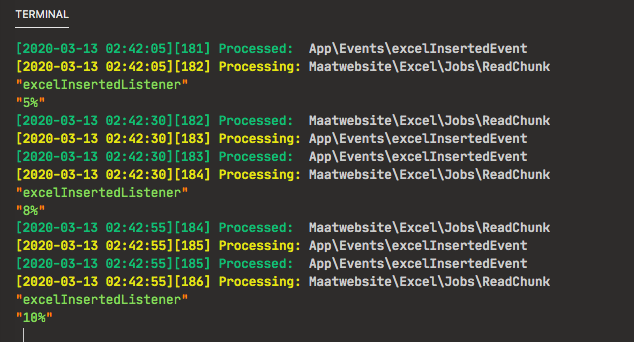 TERMINAL
[2020-03-13 02:42:05][181] Processed:  App\Events\excelInsertedEvent
[2020-03-13 02:42:05][182] Processing: Maatwebsite\Excel\Jobs\ReadChunk
"excelInsertedListener"
"5%"
[2020-03-13 02:42:30][182] Processed:  Maatwebsite\Excel\Jobs\ReadChunk
[2020-03-13 02:42:30][183] Processing: App\Events\excelInsertedEvent
[2020-03-13 02:42:30][183] Processed:  App\Events\excelInsertedEvent
[2020-03-13 02:42:30][184] Processing: Maatwebsite\Excel\Jobs\ReadChunk
"excelInsertedListener"
"8%"
[2020-03-13 02:42:55][184] Processed:  Maatwebsite\Excel\Jobs\ReadChunk
[2020-03-13 02:42:55][185] Processing: App\Events\excelInsertedEvent
[2020-03-13 02:42:55][185] Processed:  App\Events\excelInsertedEvent
[2020-03-13 02:42:55][186] Processing: Maatwebsite\Excel\Jobs\ReadChunk
"excelInsertedListener"
"10%"